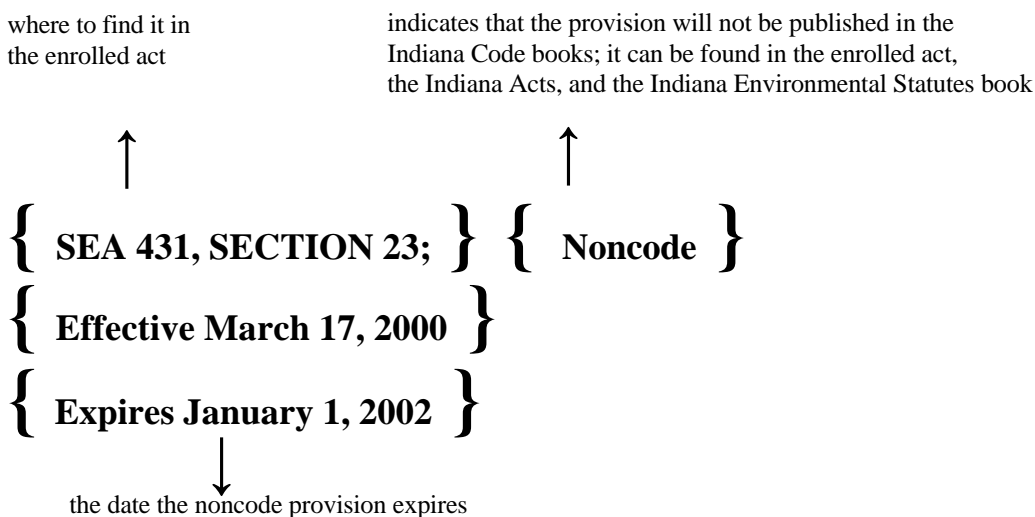 where to find it in
the enrolled act
indicates that the provision will not be published in the
Indiana Code books; it can be found in the enrolled act,
the Indiana Acts, and the Indiana Environmental Statutes book
{ SEA 431, SECTION 23; } { Noncode }
{ Effective March 17, 2000 }
{ Expires January 1, 2002 }
the date the noncode provision expires